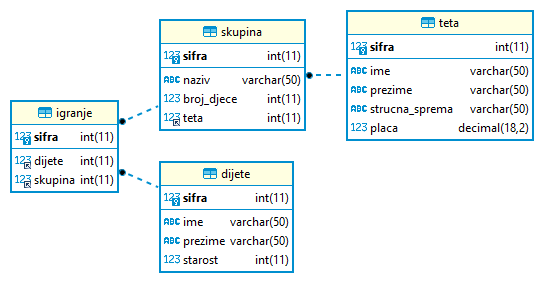 skupina
123 sifra int(11)
ABC naziv varchar(50)
123 broj_djece int(11)
123 teta int(11)
teta
123 sifra int(11)
ABC ime varchar(50)
ABC prezime varchar(50)
ABC strucna_sprema varchar(50)
123 placa decimal(18,2)
igranje
123 sifra int(11)
123 dijete int(11)
123 skupina int(11)
dijete
123 sifra int(11)
ABC ime varchar(50)
ABC prezime varchar(50)
123 starost int(11)